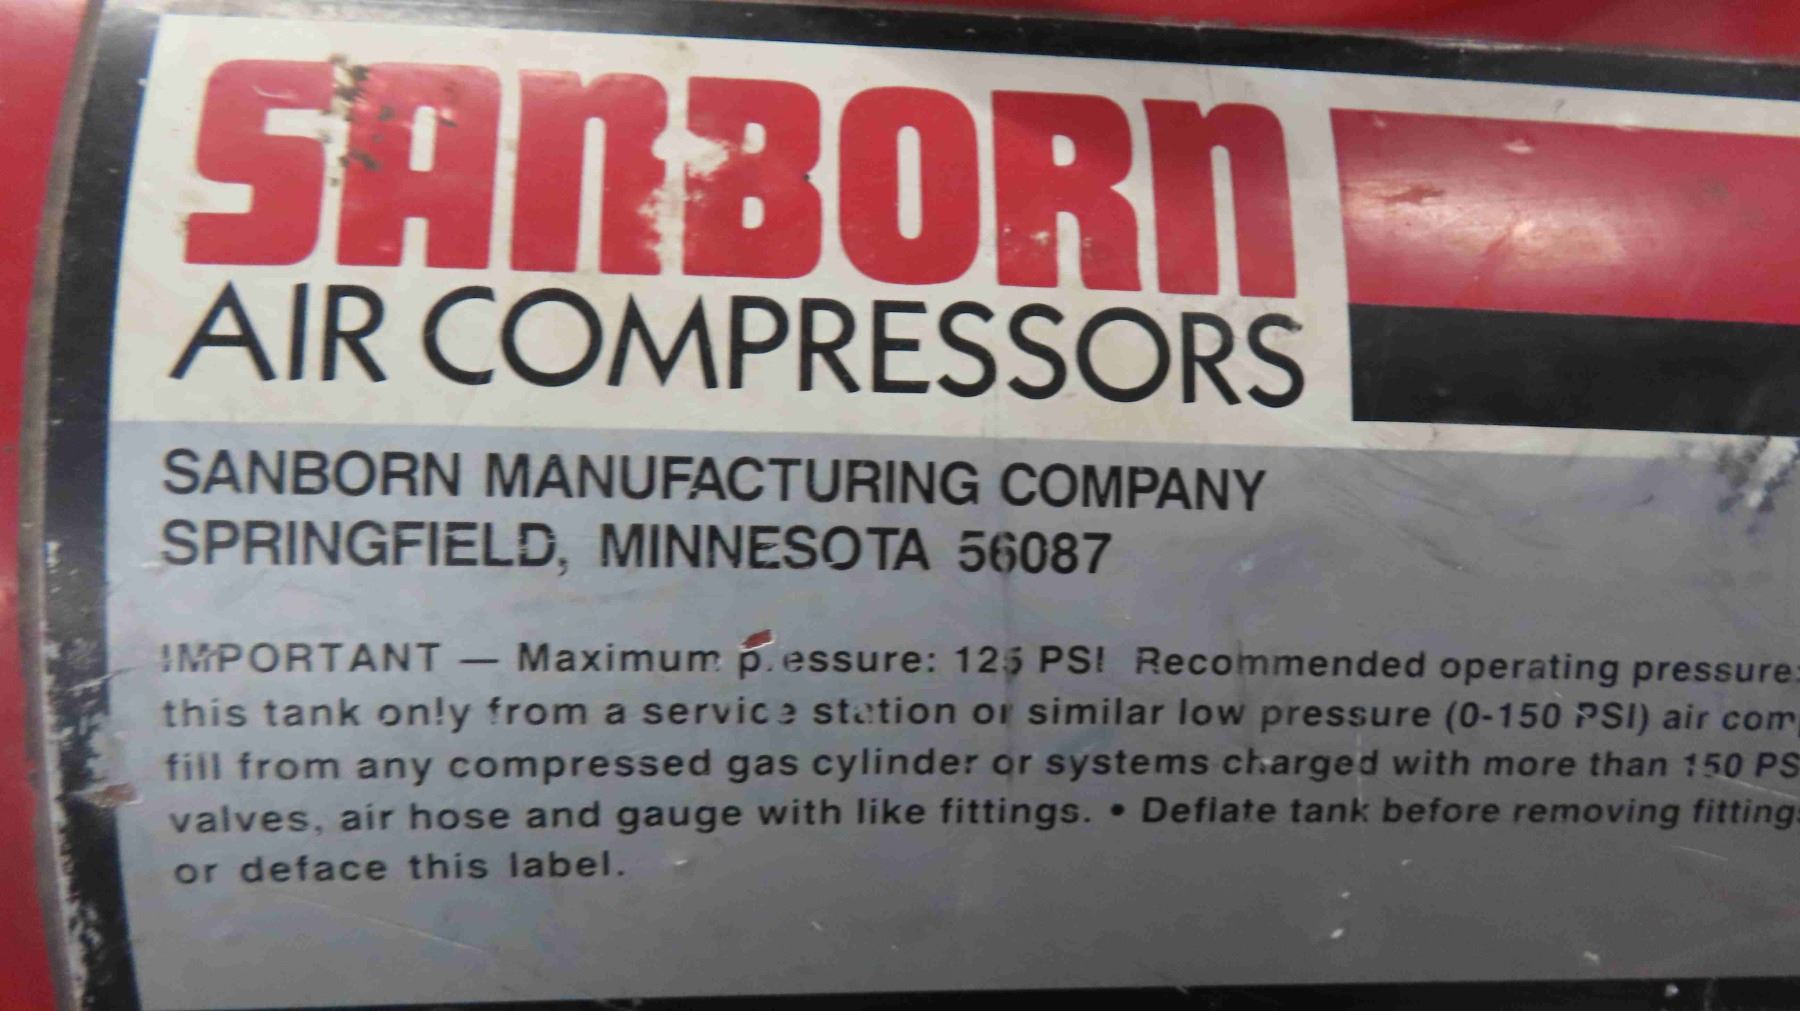 SANBORN
AIR COMPRESSORS
SANBORN MANUFACTURING COMPANY
SPRINGFIELD, MINNESOTA 56087
IMPORTANT — Maximum pressure: 125 PSI Recommended operating pressure:
this tank only from a service station or similar low pressure (0-150 PSI) air
fill from any compressed gas cylinder or systems charged with more than 150
valves, air hose and gauge with like fittings. • Deflate tank before removing
or deface this label.